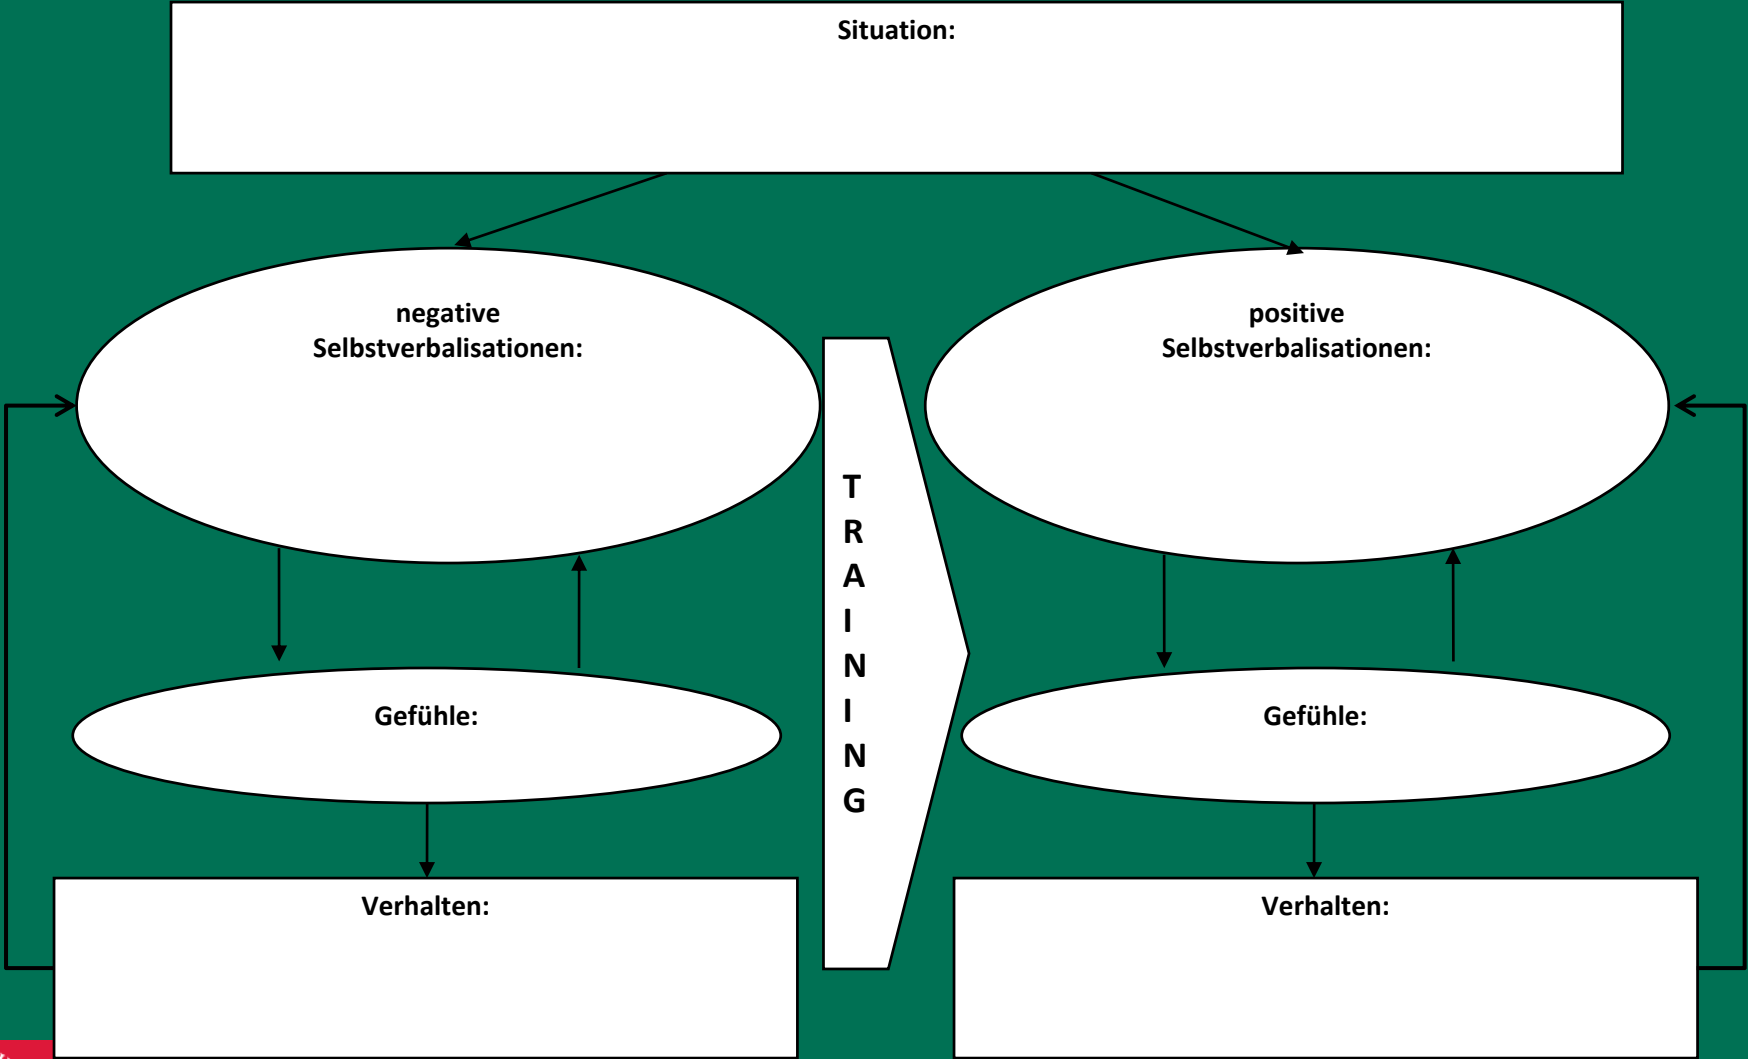 Situation:
negative
Selbstverbalisationen:
positive
Selbstverbalisationen:
T
R
A
I
N
I
N
G
Gefühle:
Gefühle:
Verhalten:
Verhalten: